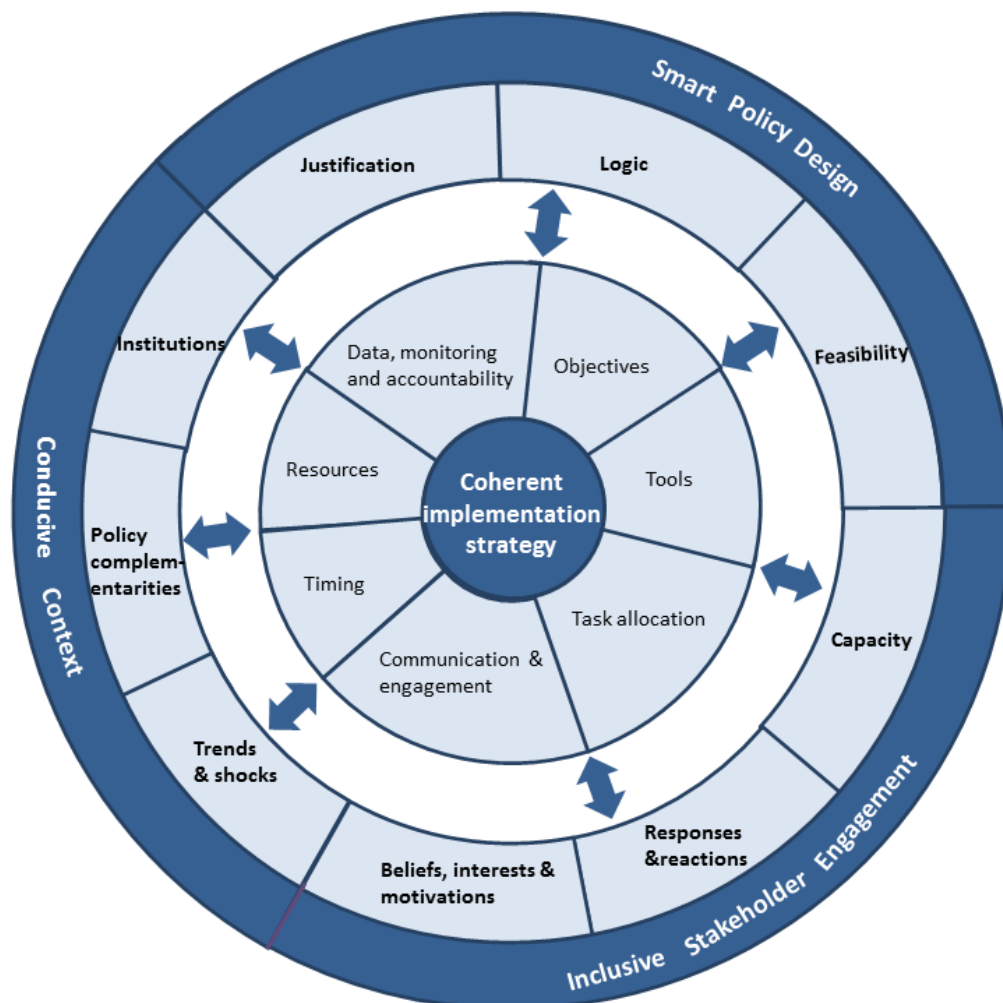 Smart Policy Design
Justification
Logic
Institutions
Feasibility
Data, monitoring
and accountability
Objectives
Resources
Tools
Coherent
implementation
strategy
Conducive Context
Policy
complem-
entarities
Timing
Task allocation
Capacity
Communication &
engagement
Trends
& shocks
Responses
&reactions
Beliefs, interests &
motivations
Inclusive Stakeholder Engagement